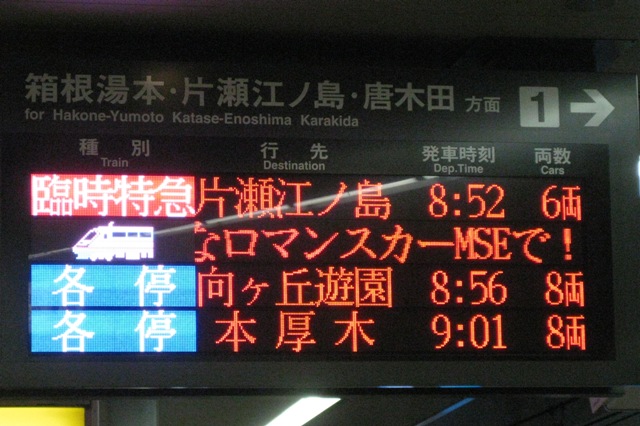 箱根湯本・片瀬江ノ島・唐木田 方面 1 →
for Hakone-Yumoto Katase-Enoshima Karakida
種別 行先 発車時刻 両数
Train Destination Dep.Time Cars
臨時特急 片瀬江ノ島 8:52 6両
なロマンスカーMSEで!
各停 向ヶ丘遊園 8:56 8両
各停 本厚木 9:01 8両